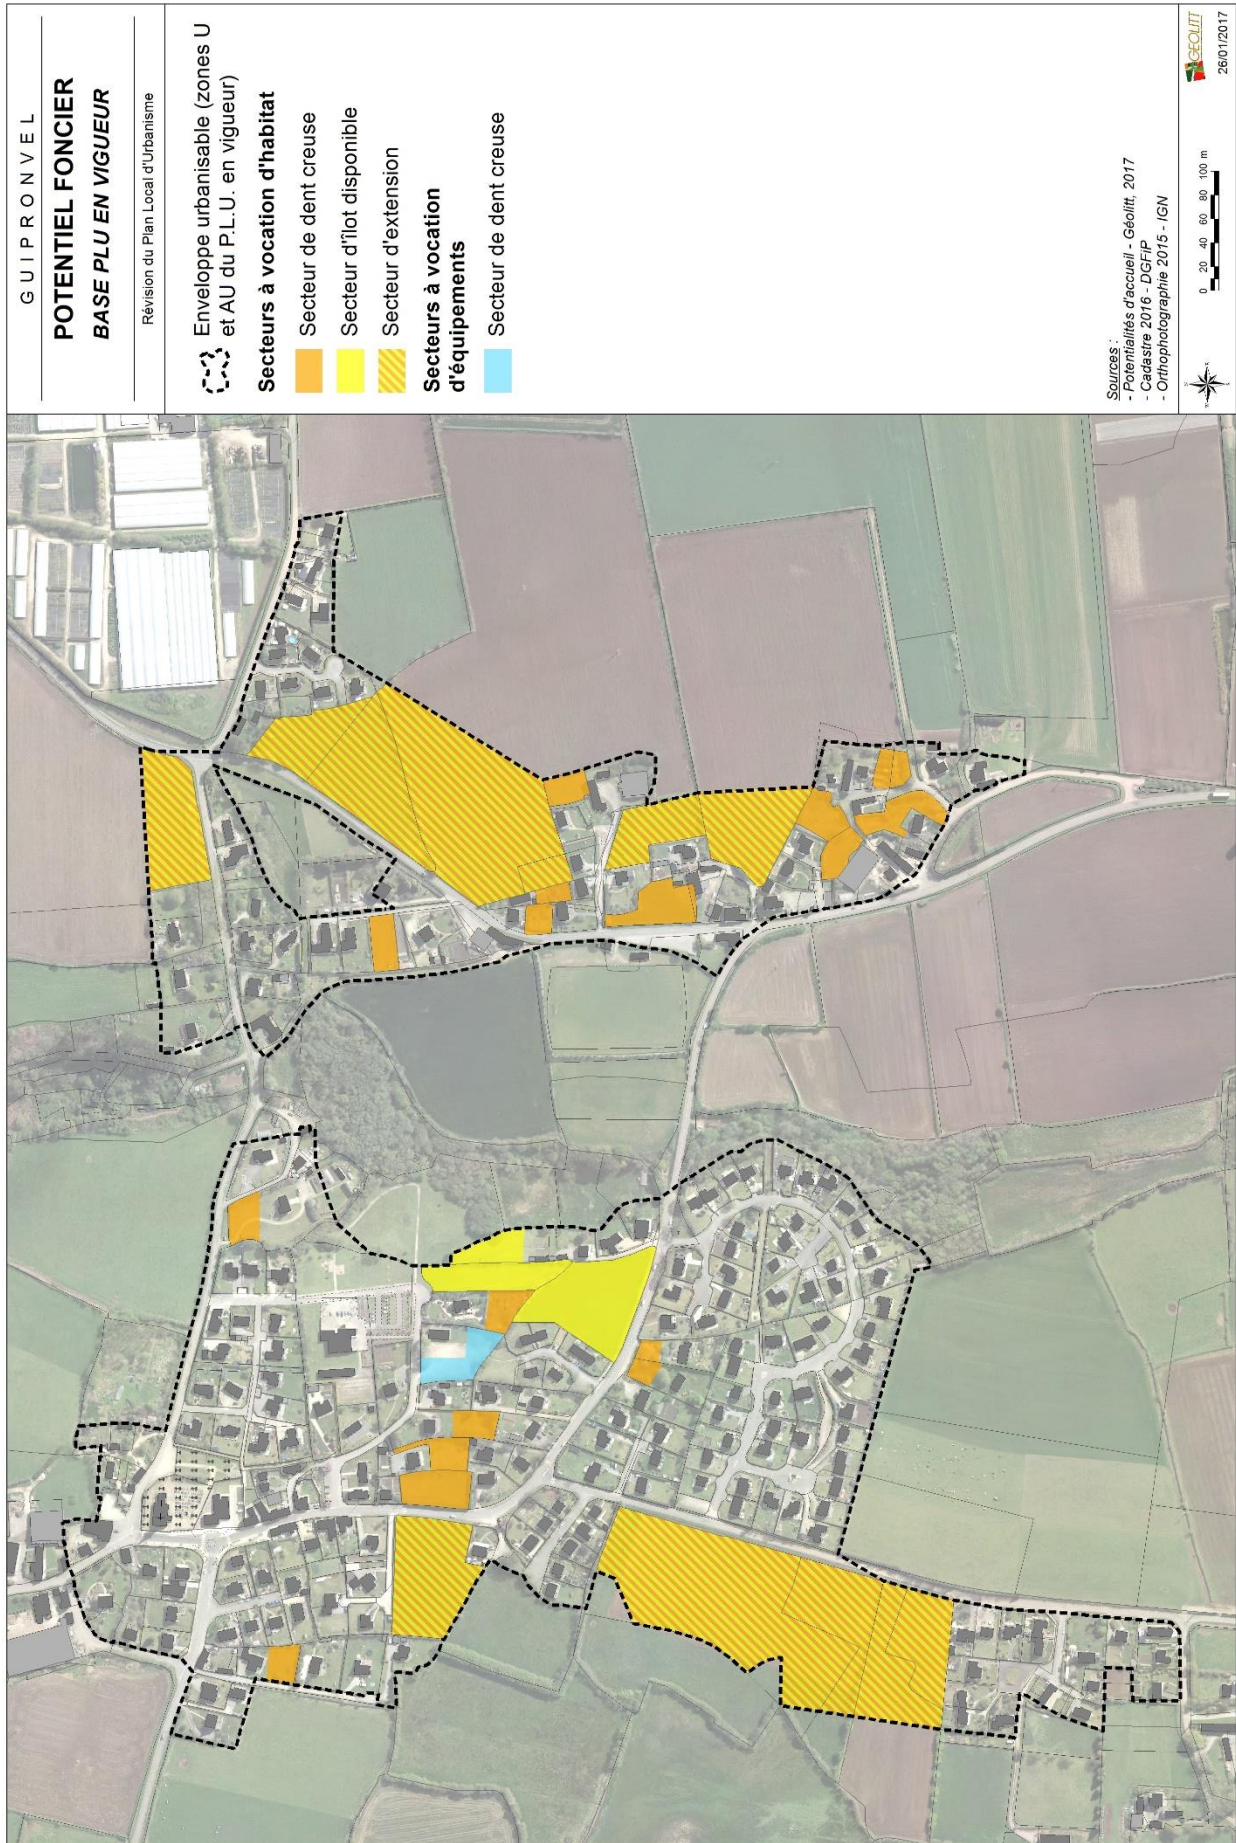 GUIPRONVEL
POTENTIEL FONCIER
BASE PLU EN VIGUEUR
Révision du Plan Local d'Urbanisme
Enveloppe urbanisable (zones U
et AU du P.L.U. en vigueur)
Secteurs à vocation d'habitat
Secteur de dent creuse
Secteur d'îlot disponible
Secteur d'extension
Secteurs à vocation
d'équipements
Secteur de dent creuse
Sources :
- Potentialités d'accueil - Géolitt, 2017
- Cadastre 2016 - DGFiP
- Orthophotographie 2015 - IGN
0 20 40 60 80 100 m
GEOLITT
26/01/2017